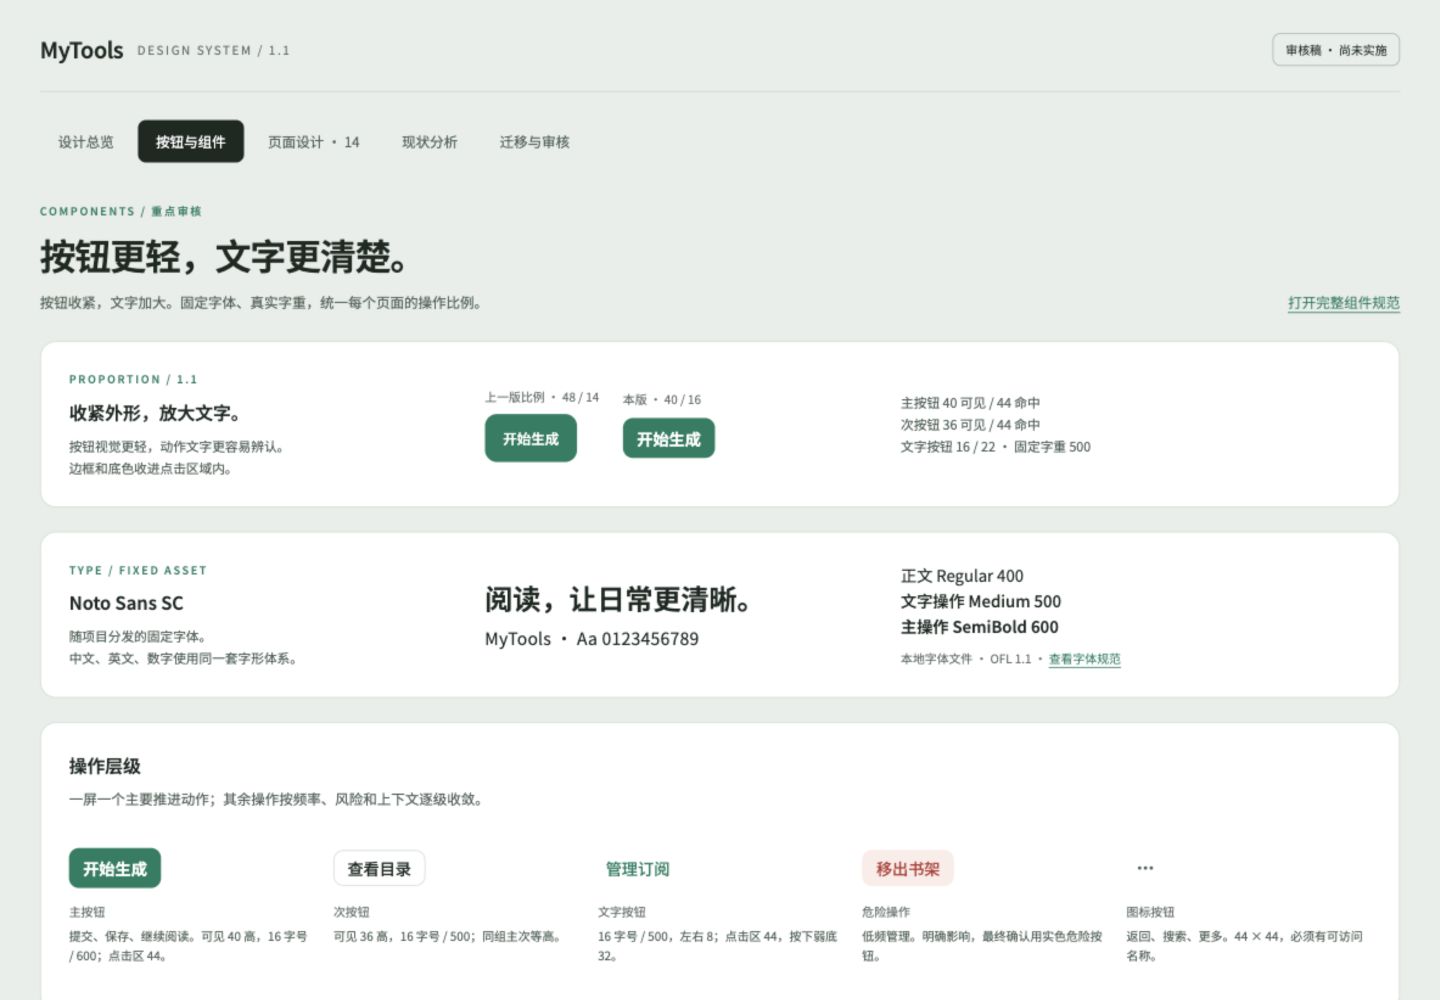 MyTools DESIGN SYSTEM / 1.1
审核稿 · 尚未实施
设计总览 按钮与组件 页面设计 · 14 现状分析 迁移与审核
COMPONENTS / 重点审核
按钮更轻，文字更清楚。
按钮收紧，文字加大。固定字体、真实字重，统一每个页面的操作比例。
打开完整组件规范
PROPORTION / 1.1
收紧外形，放大文字。
按钮视觉更轻，动作文字更容易辨认。
边框和底色收进点击区域内。
上一版比例 · 48 / 14
开始生成
本版 · 40 / 16
开始生成
主按钮 40 可见 / 44 命中
次按钮 36 可见 / 44 命中
文字按钮 16 / 22 · 固定字重 500
TYPE / FIXED ASSET
Noto Sans SC
随项目分发的固定字体。
中文、英文、数字使用同一套字形体系。
阅读，让日常更清晰。
MyTools · Aa 0123456789
正文 Regular 400
文字操作 Medium 500
主操作 SemiBold 600
本地字体文件 · OFL 1.1 · 查看字体规范
操作层级
一屏一个主要推进动作；其余操作按频率、风险和上下文逐级收敛。
开始生成
主按钮
提交、保存、继续阅读。可见 40 高，16 字号
/ 600；点击区 44。
查看目录
次按钮
可见 36 高，16 字号 / 500；同组主次等高。
管理订阅
文字按钮
16 字号 / 500，左右 8；点击区 44，按下弱底
32。
移出书架
危险操作
低频管理。明确影响，最终确认用实色危险按
钮。
•••
图标按钮
返回、搜索、更多。44 × 44，必须有可访问
名称。